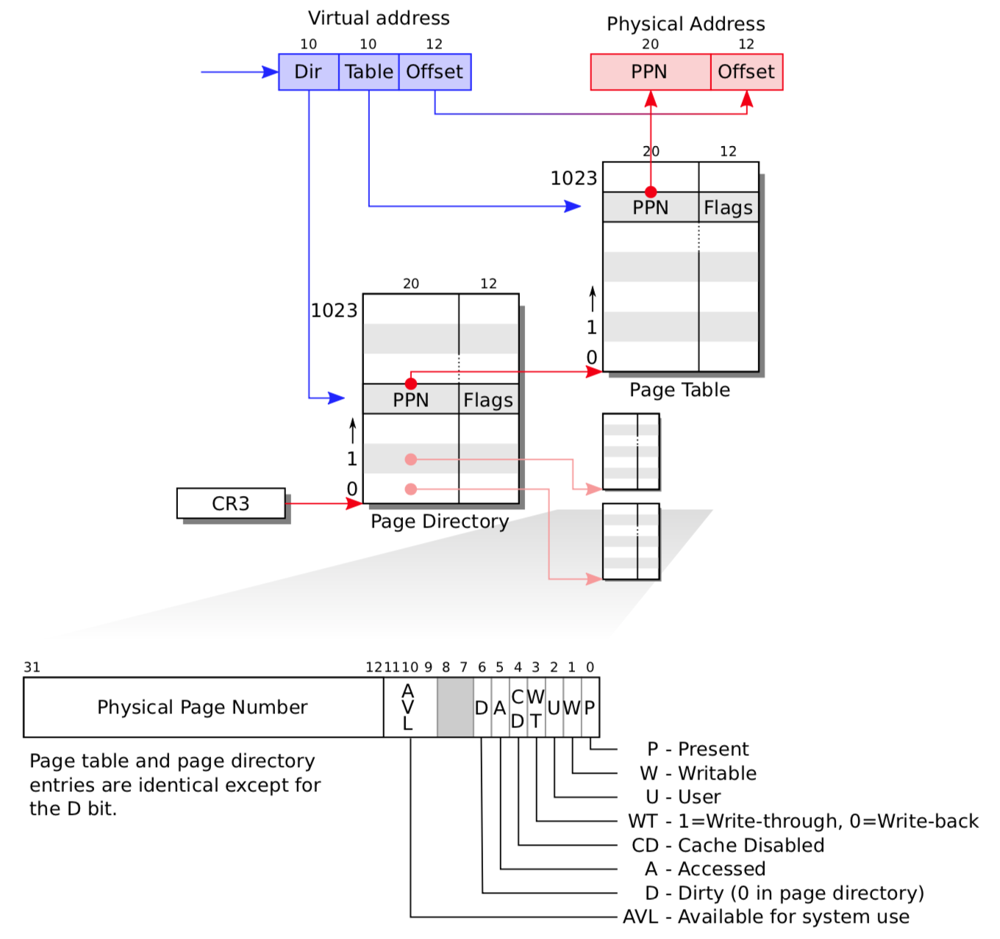 Virtual address
Physical Address
10 10 12
20 12
Dir Table Offset
PPN Offset
20 12
1023
PPN Flags
20 12
1023
1
0
Page Table
PPN Flags
1
0
CR3
Page Directory
31 12 11 10 9 8 7 6 5 4 3 2 1 0
Physical Page Number AVL D A CD WT U W P
Page table and page directory
entries are identical except for
the D bit.
P - Present
W - Writable
U - User
WT - 1=Write-through, 0=Write-back
CD - Cache Disabled
A - Accessed
D - Dirty (0 in page directory)
AVL - Available for system use